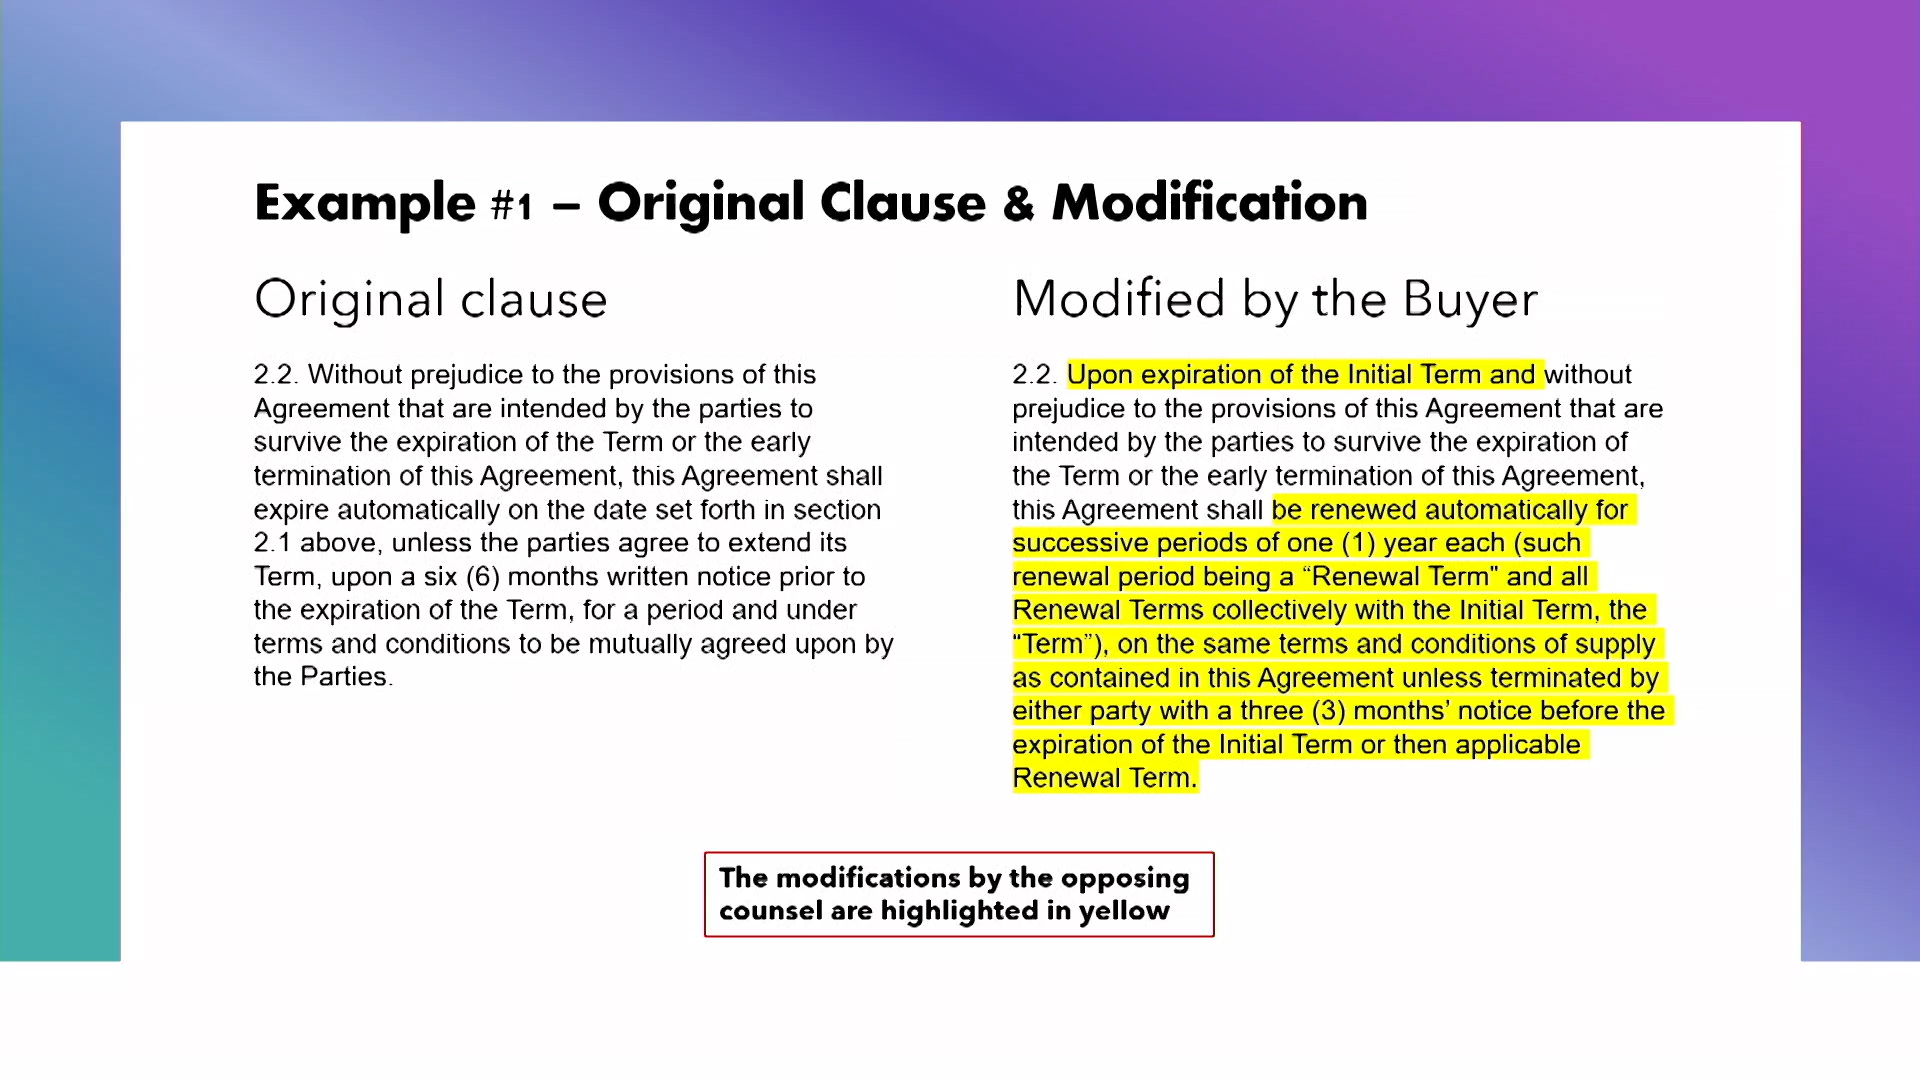 Example #1 – Original Clause & Modification
Original clause
2.2. Without prejudice to the provisions of this
Agreement that are intended by the parties to
survive the expiration of the Term or the early
termination of this Agreement, this Agreement shall
expire automatically on the date set forth in section
2.1 above, unless the parties agree to extend its
Term, upon a six (6) months written notice prior to
the expiration of the Term, for a period and under
terms and conditions to be mutually agreed upon by
the Parties.
Modified by the Buyer
2.2. Upon expiration of the Initial Term and without
prejudice to the provisions of this Agreement that are
intended by the parties to survive the expiration of
the Term or the early termination of this Agreement,
this Agreement shall be renewed automatically for
successive periods of one (1) year each (such
renewal period being a “Renewal Term" and all
Renewal Terms collectively with the Initial Term, the
“Term”), on the same terms and conditions of supply
as contained in this Agreement unless terminated by
either party with a three (3) months’ notice before the
expiration of the Initial Term or then applicable
Renewal Term.
The modifications by the opposing
counsel are highlighted in yellow